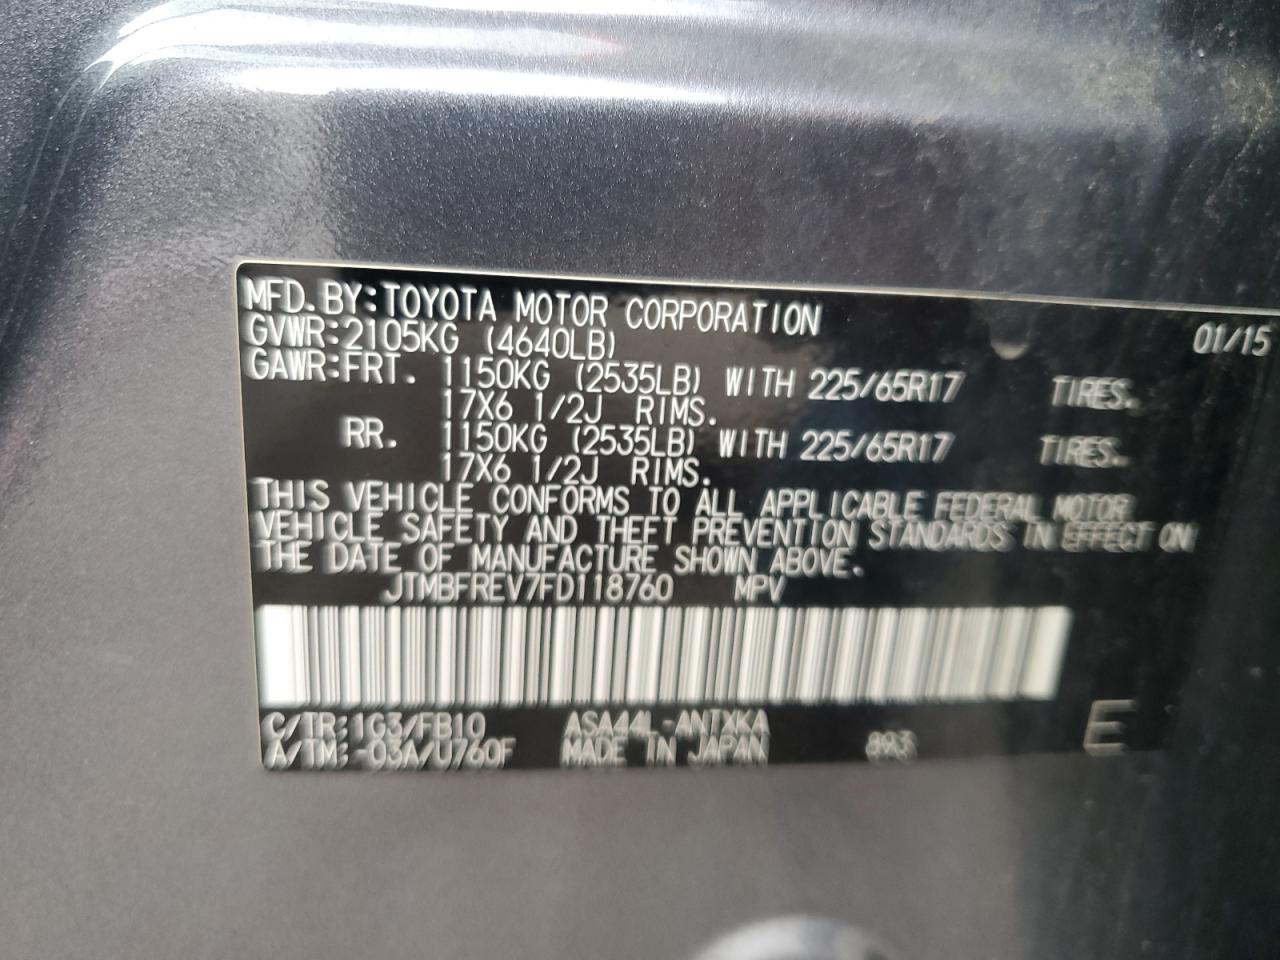 MFD.BY:TOYOTA MOTOR CORPORATION 01/15
GVWR:2105KG (4640LB)
GAWR:FRT. 1150KG (2535LB) WITH 225/65R17 TIRES.
17X6 1/2J RIMS.
RR. 1150KG (2535LB) WITH 225/65R17 TIRES.
17X6 1/2J RIMS.
THIS VEHICLE CONFORMS TO ALL APPLICABLE FEDERAL MOTOR
VEHICLE SAFETY AND THEFT PREVENTION STANDARDS IN EFFECT ON
THE DATE OF MANUFACTURE SHOWN ABOVE.
JTMBFREV7FD118760 MPV
C/TR:1G3/FB10 ASA44L-ANTXKA
A/TM:-03A/U760F MADE IN JAPAN 893 E